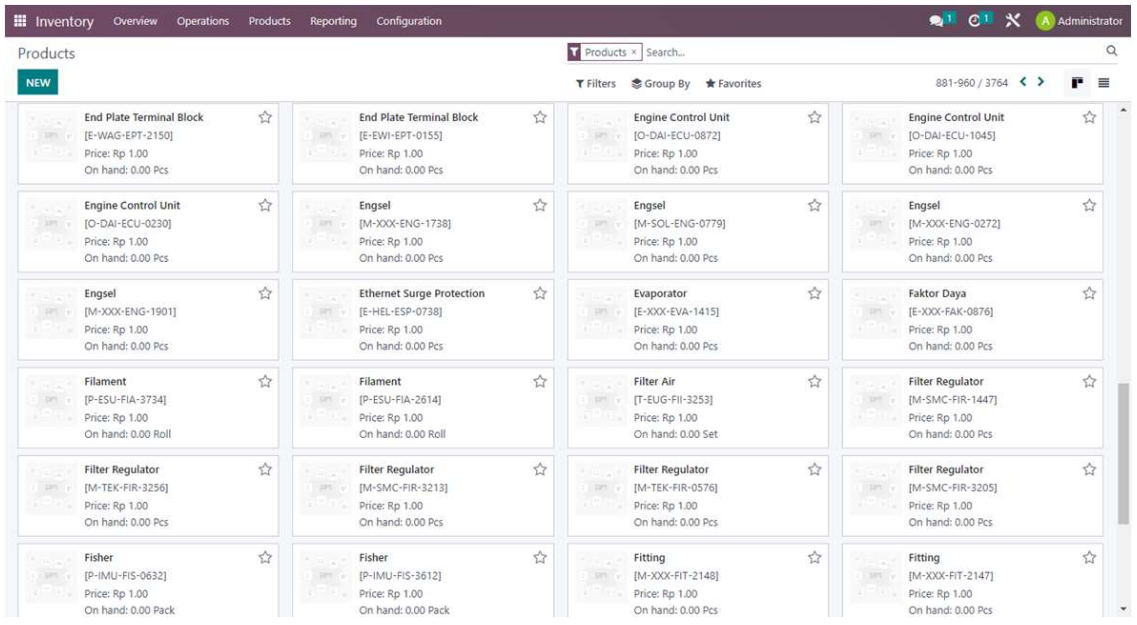 Inventory Overview Operations Products Reporting Configuration 1 1 A Administrator
Products
Products × Search...
NEW
Filters Group By Favorites 881-960 / 3764
End Plate Terminal Block
[E-WAG-EPT-2150]
Price: Rp 1.00
On hand: 0.00 Pcs
End Plate Terminal Block
[E-EWI-EPT-0155]
Price: Rp 1.00
On hand: 0.00 Pcs
Engine Control Unit
[O-DAI-ECU-0872]
Price: Rp 1.00
On hand: 0.00 Pcs
Engine Control Unit
[O-DAI-ECU-1045]
Price: Rp 1.00
On hand: 0.00 Pcs
Engine Control Unit
[O-DAI-ECU-0230]
Price: Rp 1.00
On hand: 0.00 Pcs
Engsel
[M-XXX-ENG-1738]
Price: Rp 1.00
On hand: 0.00 Pcs
Engsel
[M-SOL-ENG-0779]
Price: Rp 1.00
On hand: 0.00 Pcs
Engsel
[M-XXX-ENG-0272]
Price: Rp 1.00
On hand: 0.00 Pcs
Engsel
[M-XXX-ENG-1901]
Price: Rp 1.00
On hand: 0.00 Pcs
Ethernet Surge Protection
[E-HEL-ESP-0738]
Price: Rp 1.00
On hand: 0.00 Pcs
Evaporator
[E-XXX-EVA-1415]
Price: Rp 1.00
On hand: 0.00 Pcs
Faktor Daya
[E-XXX-FAK-0876]
Price: Rp 1.00
On hand: 0.00 Pcs
Filament
[P-ESU-FIA-3734]
Price: Rp 1.00
On hand: 0.00 Roll
Filament
[P-ESU-FIA-2614]
Price: Rp 1.00
On hand: 0.00 Roll
Filter Air
[T-EUG-FII-3253]
Price: Rp 1.00
On hand: 0.00 Set
Filter Regulator
[M-SMC-FIR-1447]
Price: Rp 1.00
On hand: 0.00 Pcs
Filter Regulator
[M-TEK-FIR-3256]
Price: Rp 1.00
On hand: 0.00 Pcs
Filter Regulator
[M-SMC-FIR-3213]
Price: Rp 1.00
On hand: 0.00 Pcs
Filter Regulator
[M-TEK-FIR-0576]
Price: Rp 1.00
On hand: 0.00 Pcs
Filter Regulator
[M-SMC-FIR-3205]
Price: Rp 1.00
On hand: 0.00 Pcs
Fisher
[P-IMU-FIS-0632]
Price: Rp 1.00
On hand: 0.00 Pack
Fisher
[P-IMU-FIS-3612]
Price: Rp 1.00
On hand: 0.00 Pack
Fitting
[M-XXX-FIT-2148]
Price: Rp 1.00
On hand: 0.00 Pcs
Fitting
[M-XXX-FIT-2147]
Price: Rp 1.00
On hand: 0.00 Pcs